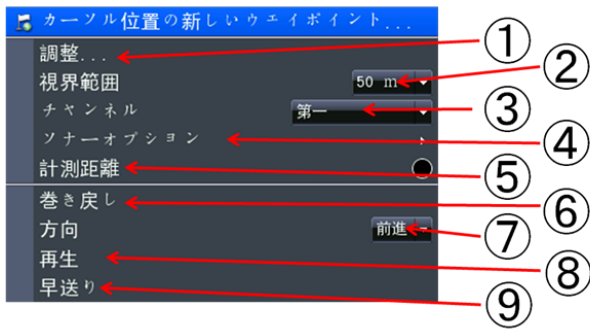 カーソル位置の新しいウェイポイント...
調整... ①
視界範囲 50 m ②
チャンネル 第一 ③
ソナーオプション ④
計測距離 ⑤
巻き戻し ⑥
方向 前進 ⑦
再生 ⑧
早送り ⑨